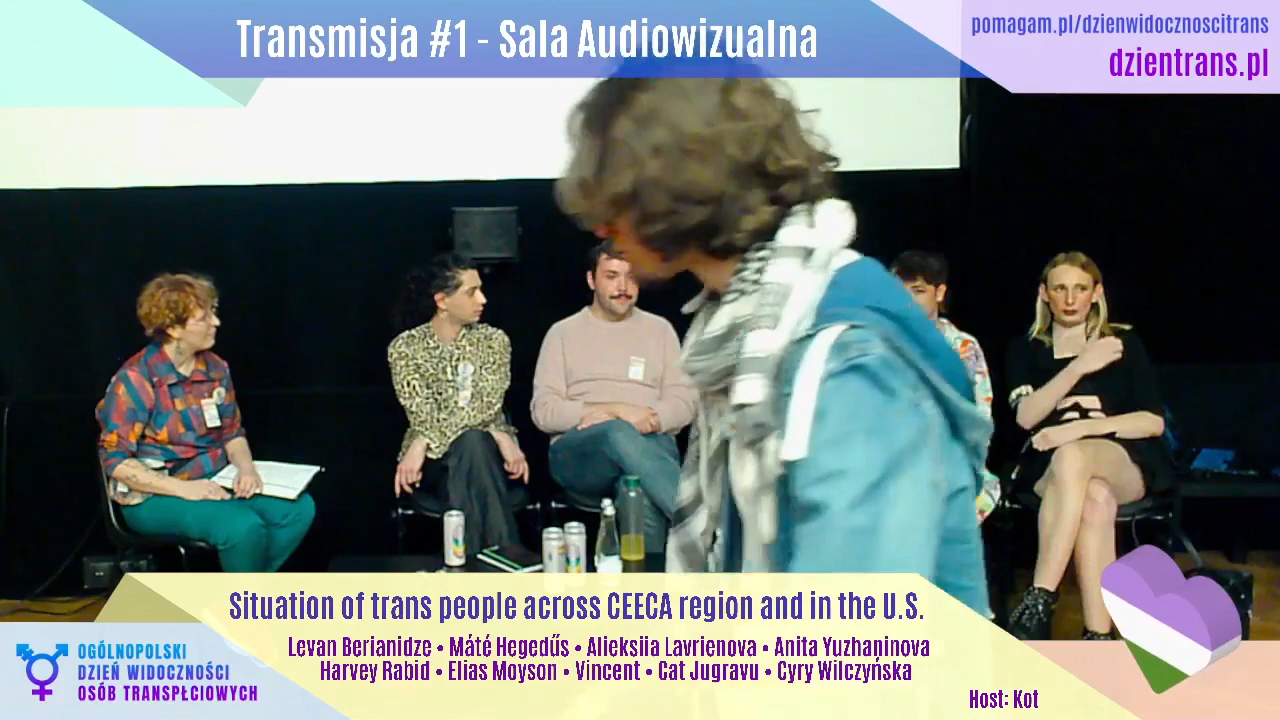 Transmisja #1 - Sala Audiowizualna
pomagam.pl/dzienwidocznoscitrans
dzientrans.pl
Situation of trans people across CEECA region and in the U.S.
Levan Berianidze • Máté Hegedűs • Alieksiia Lavrienova • Anita Yuzhaninova
Harvey Rabid • Elias Moyson • Vincent • Cat Jugravu • Cyry Wilczyńska
Host: Kot
OGÓLNOPOLSKI
DZIEŃ WIDOCZNOŚCI
OSÓB TRANSPŁCIOWYCH